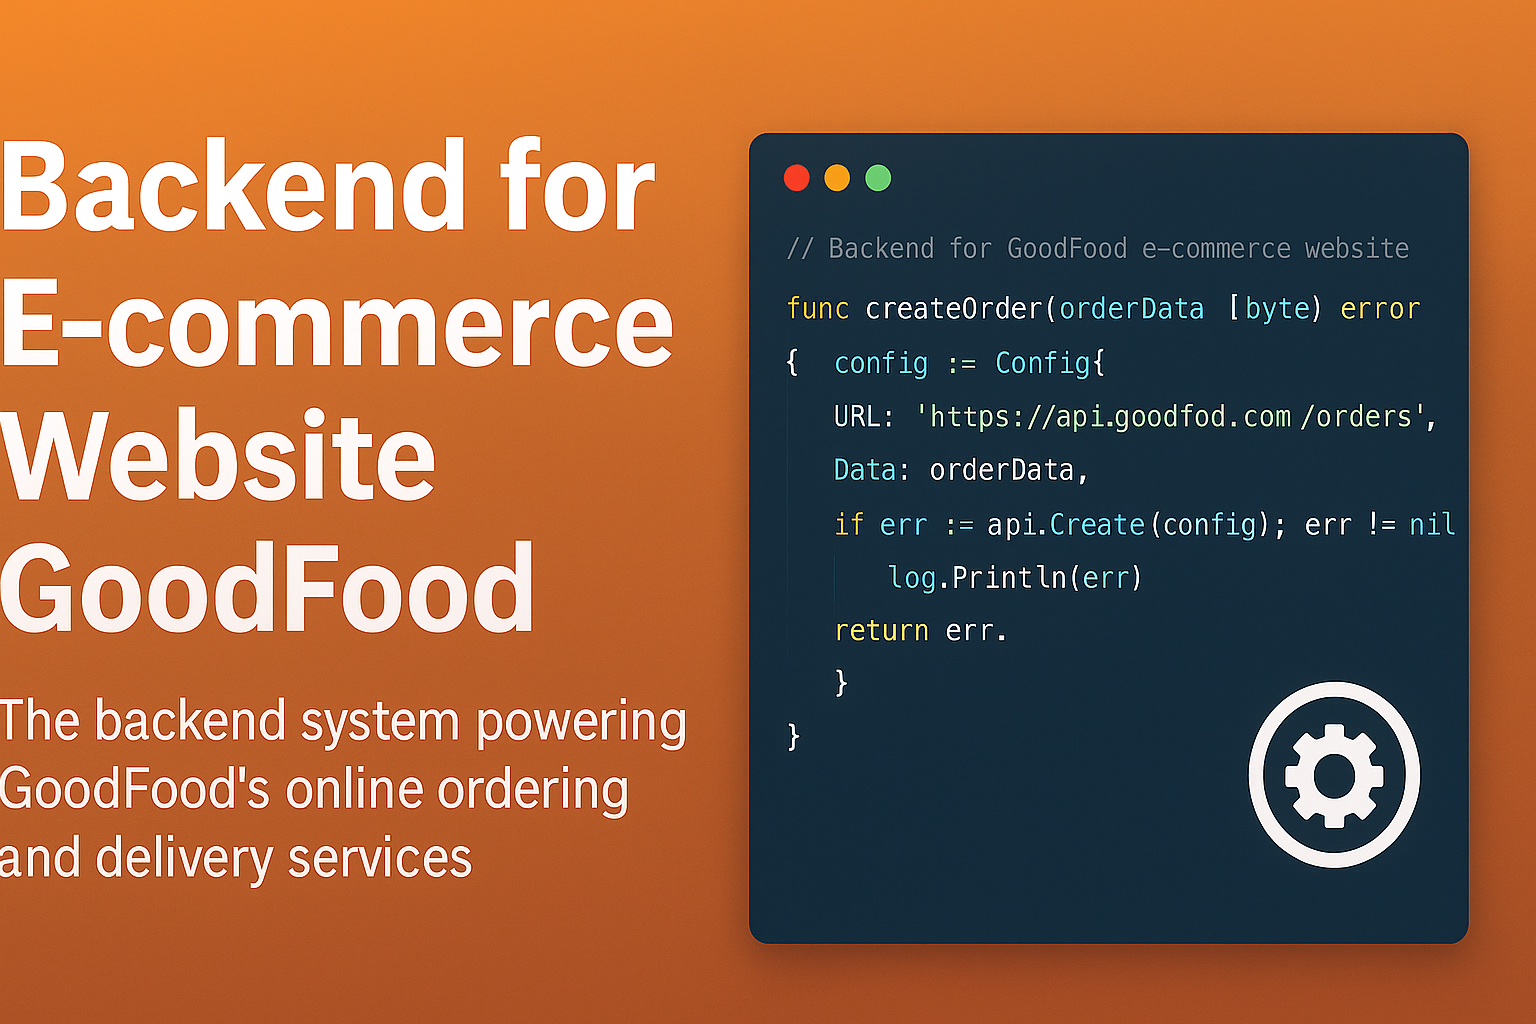 Backend for
E-commerce
Website
GoodFood
The backend system powering
GoodFood's online ordering
and delivery services
// Backend for GoodFood e-commerce website
func createOrder(orderData [byte) error
{ config := Config{
URL: 'https://api.goodfod.com/orders',
Data: orderData,
if err := api.Create(config); err != nil
log.Println(err)
return err.
}
}